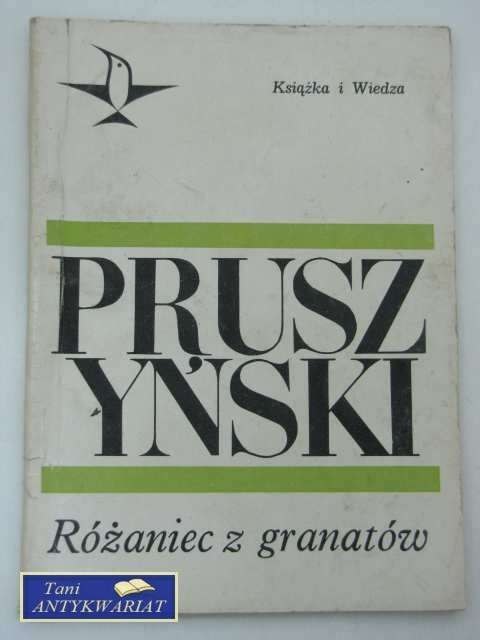 Książka i Wiedza
PRUSZ
YŃSKI
Różaniec z granatów
Tani
ANTYKWARIAT